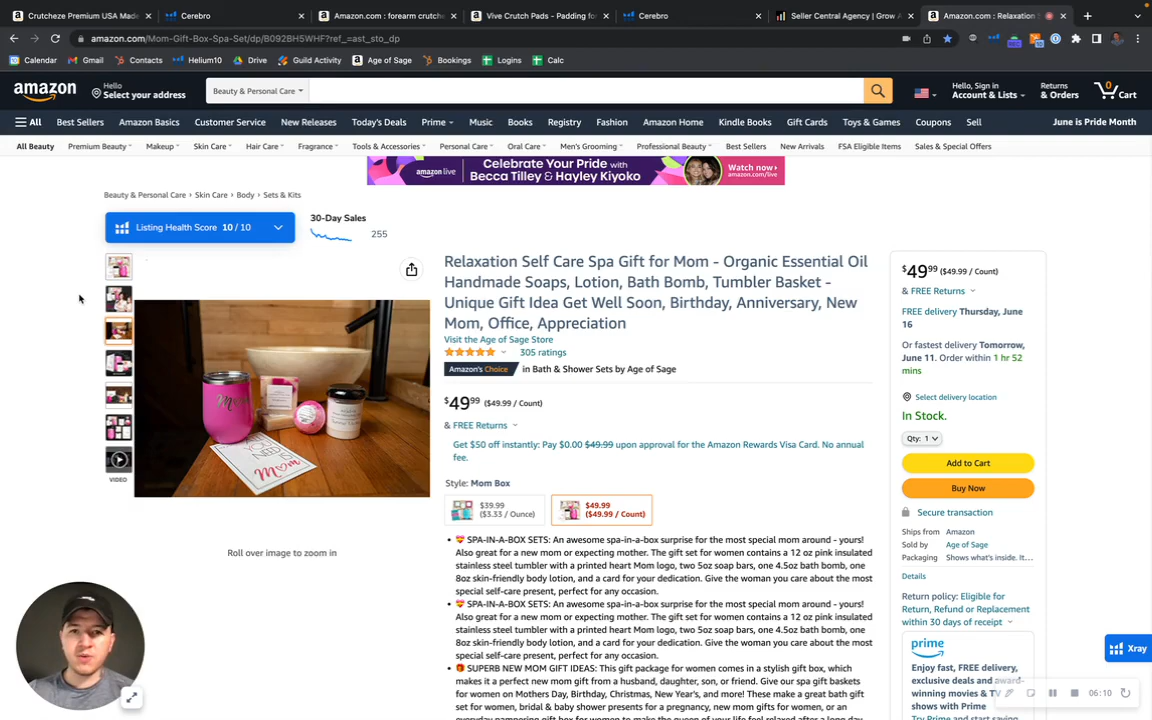 Crutcheze Premium USA Made
Cerebro
Amazon.com : forearm crutche
Vive Crutch Pads - Padding fo
Cerebro
Seller Central Agency | Grow A
Amazon.com : Relaxation S
amazon.com/Mom-Gift-Box-Spa-Set/dp/B092BH5WHF?ref_=ast_sto_dp
Calendar
Gmail
Contacts
Helium10
Drive
Guild Activity
Age of Sage
Bookings
Logins
Calc
amazon
Hello
Select your address
Beauty & Personal Care
Hello, Sign in
Account & Lists
Returns
& Orders
0
Cart
All
Best Sellers
Amazon Basics
Customer Service
New Releases
Today's Deals
Prime
Music
Books
Registry
Fashion
Amazon Home
Kindle Books
Gift Cards
Toys & Games
Coupons
Sell
June is Pride Month
All Beauty
Premium Beauty
Makeup
Skin Care
Hair Care
Fragrance
Tools & Accessories
Personal Care
Oral Care
Men's Grooming
Professional Beauty
Best Sellers
New Arrivals
FSA Eligible Items
Sales & Special Offers
amazon live
Celebrate Your Pride with
Becca Tilley & Hayley Kiyoko
Watch now ›
amazon.com/live
Beauty & Personal Care › Skin Care › Body › Sets & Kits
Listing Health Score 10 / 10
30-Day Sales
255
Relaxation Self Care Spa Gift for Mom - Organic Essential Oil
Handmade Soaps, Lotion, Bath Bomb, Tumbler Basket -
Unique Gift Idea Get Well Soon, Birthday, Anniversary, New
Mom, Office, Appreciation
Visit the Age of Sage Store
305 ratings
Amazon's Choice in Bath & Shower Sets by Age of Sage
$4999 ($49.99 / Count)
& FREE Returns
Get $50 off instantly: Pay $0.00 $49.99 upon approval for the Amazon Rewards Visa Card. No annual
fee.
Style: Mom Box
$39.99
($3.33 / Ounce)
$49.99
($49.99 / Count)
• 💝 SPA-IN-A-BOX SETS: An awesome spa-in-a-box surprise for the most special mom around - yours!
Also great for a new mom or expecting mother. The gift set for women contains a 12 oz pink insulated
stainless steel tumbler with a printed heart Mom logo, two 5oz soap bars, one 4.5oz bath bomb, one
8oz skin-friendly body lotion, and a card for your dedication. Give the woman you care about the most
special self-care present, perfect for any occasion.
• 💝 SPA-IN-A-BOX SETS: An awesome spa-in-a-box surprise for the most special mom around - yours!
Also great for a new mom or expecting mother. The gift set for women contains a 12 oz pink insulated
stainless steel tumbler with a printed heart Mom logo, two 5oz soap bars, one 4.5oz bath bomb, one
8oz skin-friendly body lotion, and a card for your dedication. Give the woman you care about the most
special self-care present, perfect for any occasion.
• 🎁 SUPERB NEW MOM GIFT IDEAS: This gift package for women comes in a stylish gift box, which
makes it a perfect new mom gift from a husband, daughter, son, or friend. Give our spa gift baskets
for women on Mothers Day, Birthday, Christmas, New Year's, and more! These make a great bath gift
set for women, bridal & baby shower presents for a pregnancy, new mom gifts for women, or an
VIDEO
Roll over image to zoom in
$4999 ($49.99 / Count)
& FREE Returns
FREE delivery Thursday, June
16
Or fastest delivery Tomorrow,
June 11. Order within 1 hr 52
mins
Select delivery location
In Stock.
Qty: 1
Add to Cart
Buy Now
Secure transaction
Ships from Amazon
Sold by Age of Sage
Packaging Shows what's inside. It…
Details
Return policy: Eligible for
Return, Refund or Replacement
within 30 days of receipt
prime
Enjoy fast, FREE delivery,
exclusive deals and award-
winning movies & TV
shows with Prime
Xray
06:10